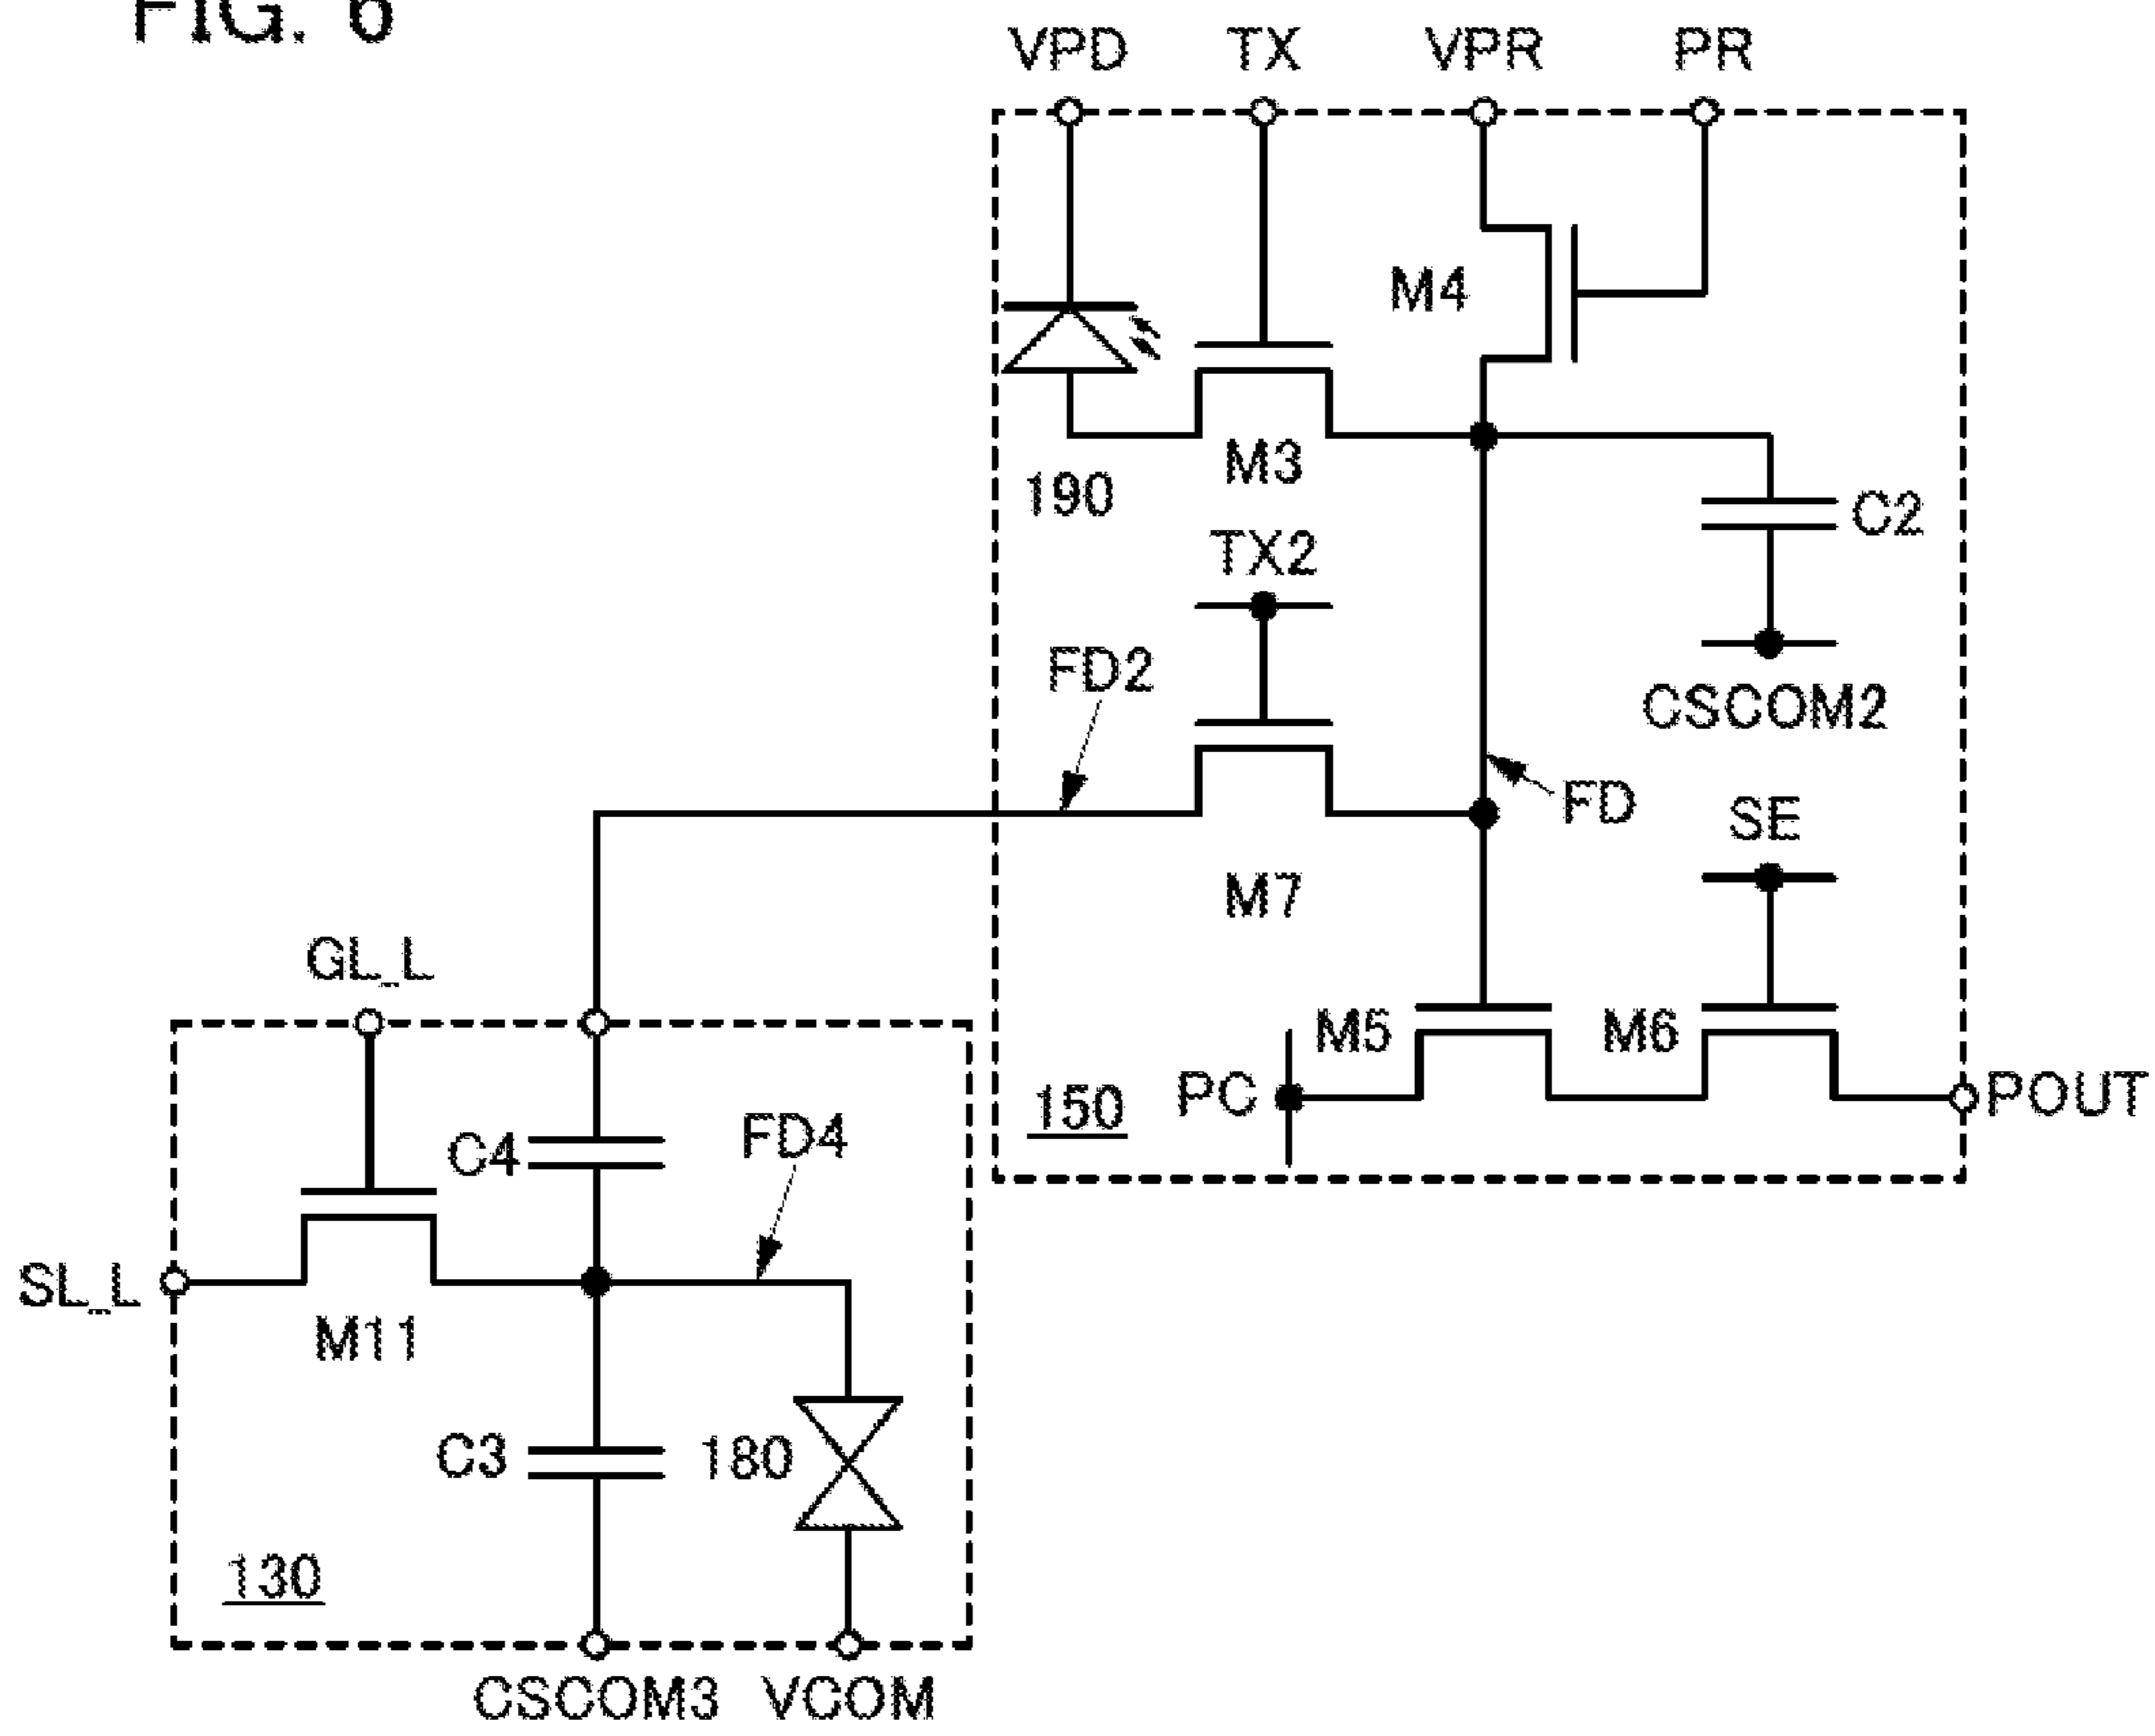 FIG. 6
VPD TX VPR PR
M4
M3
190
C2
TX2
FD2
CSCOM2
FD
SE
M7
GL_L
M5
M6
PC
150
POUT
C4
FD4
SL_L
M11
C3
180
130
CSCOM3 VCOM